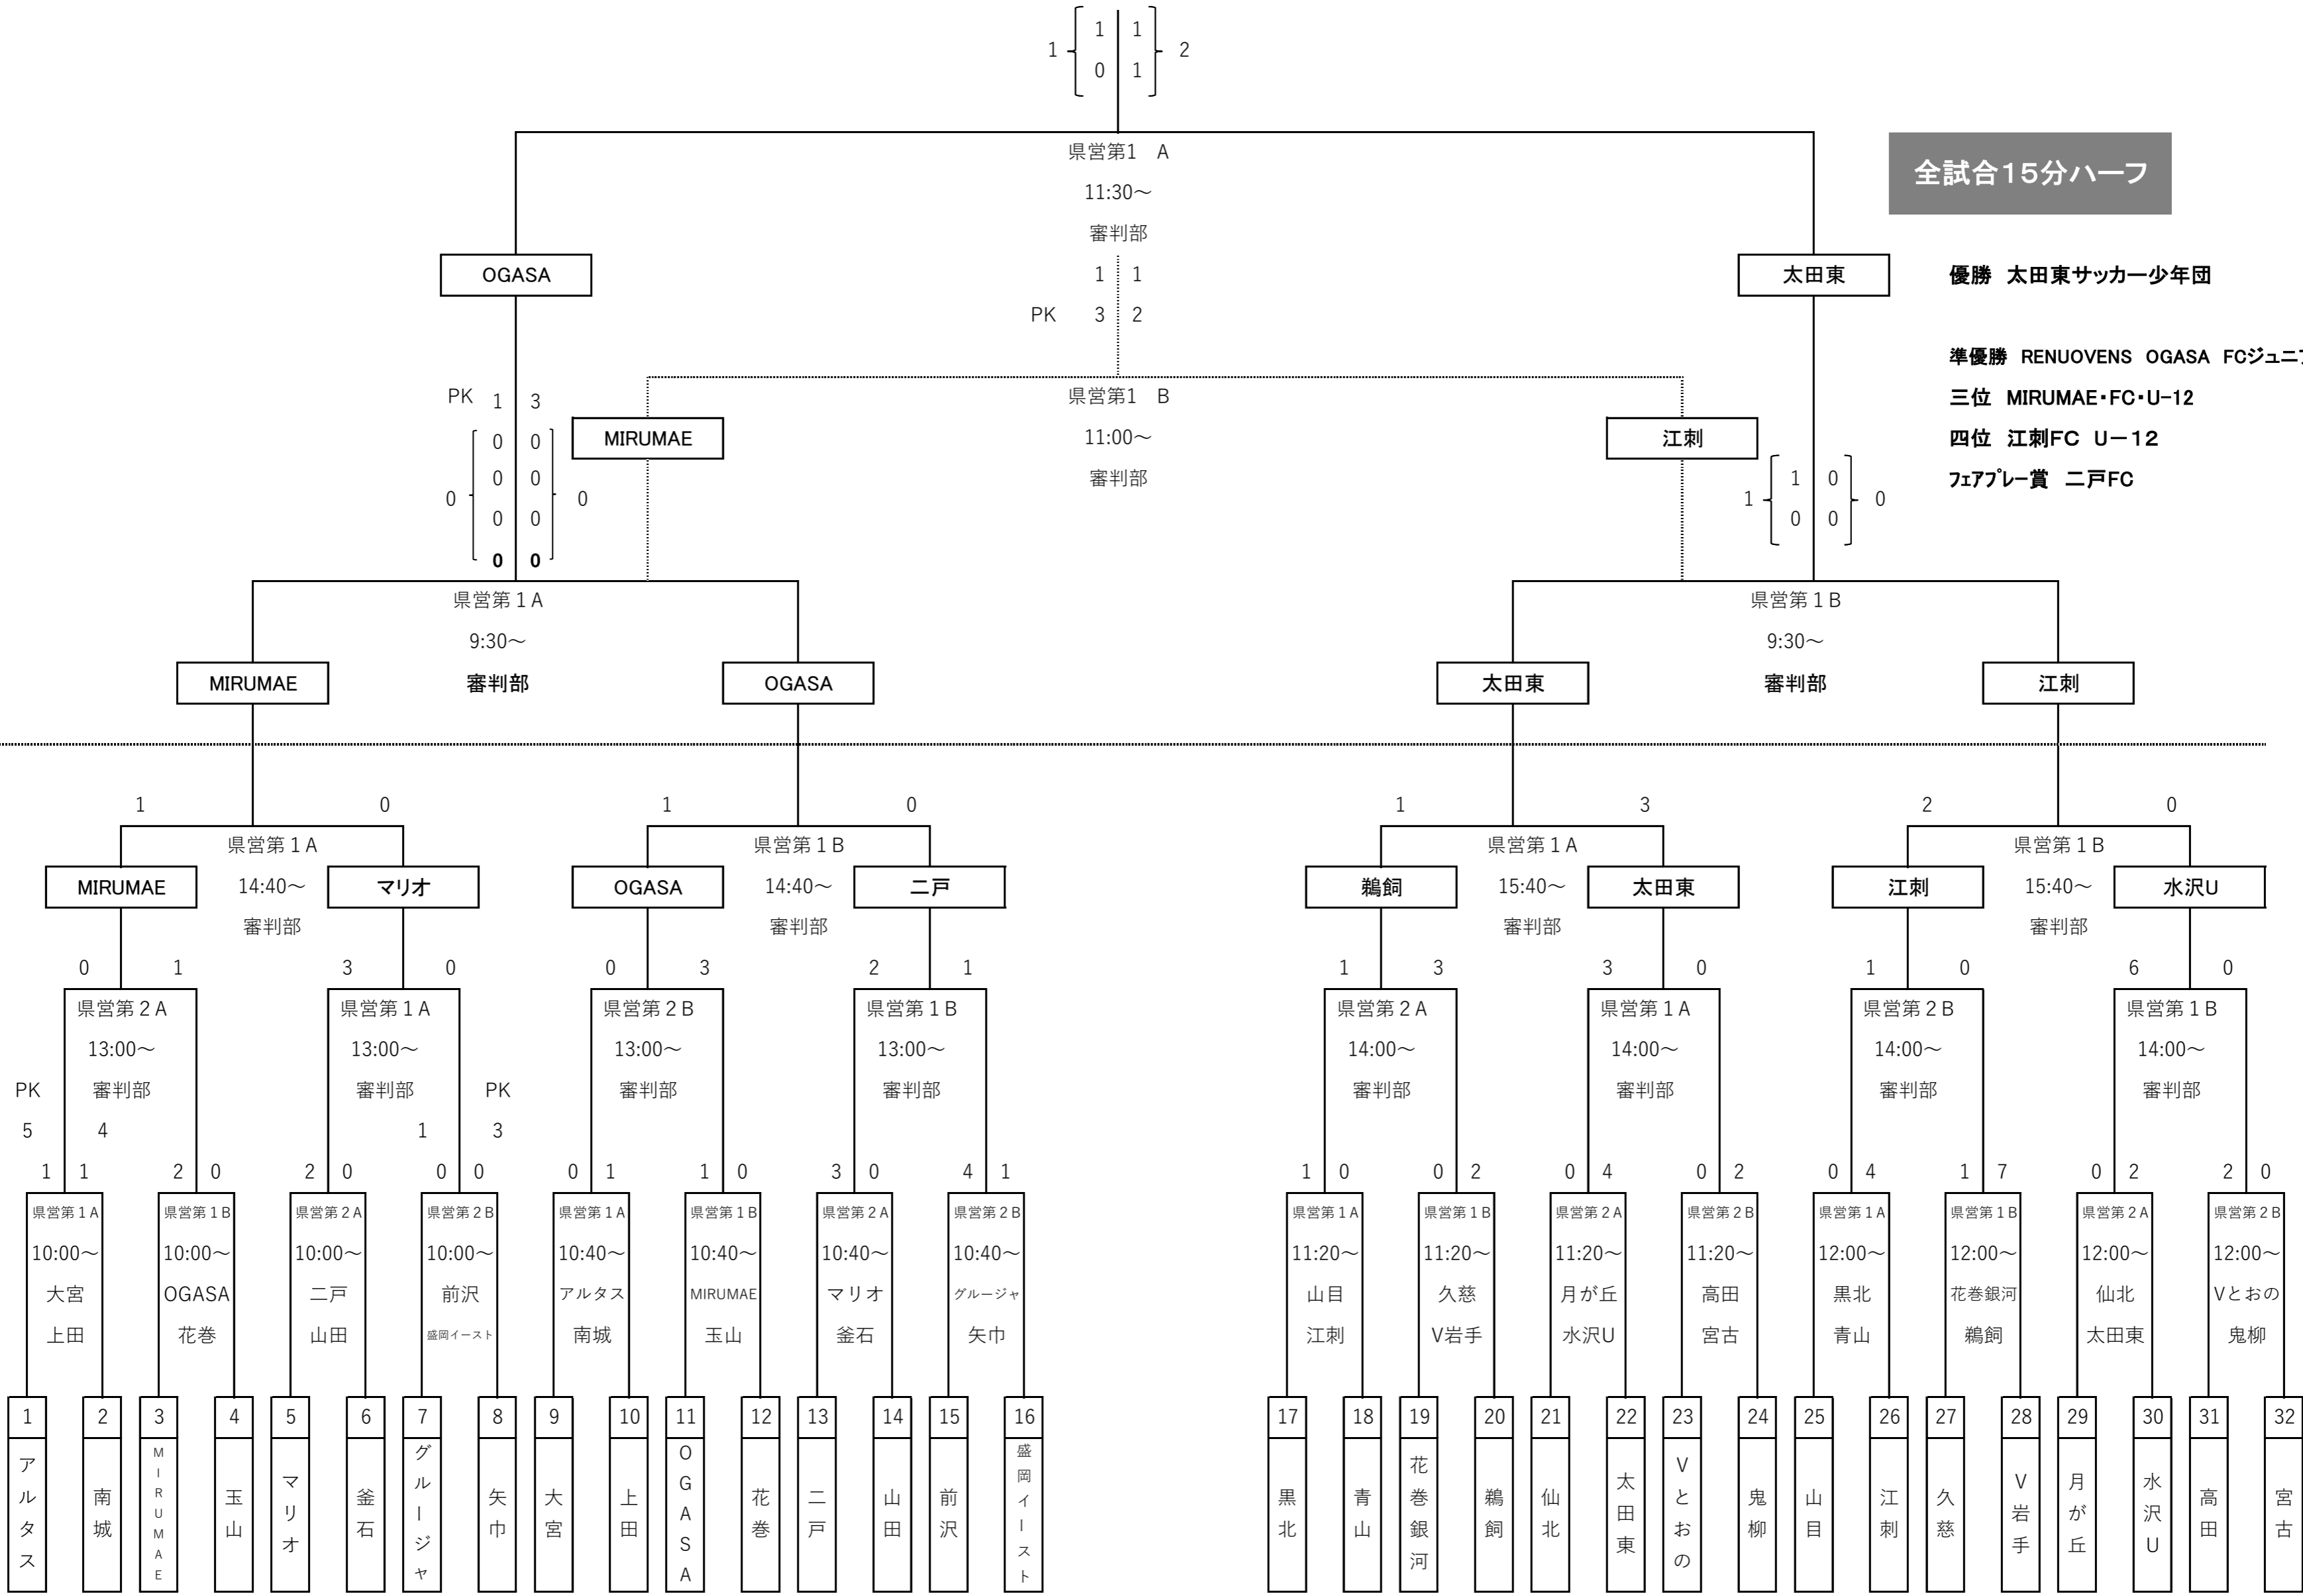 1 1
1 2
0 1
県営第1 A
全試合15分ハーフ
11:30～
審判部
OGASA 1 1 太田東 優勝 太田東サッカー少年団
PK 3 2
準優勝 RENUOVENS OGASA FCジュニア
PK 1 3 県営第1 B 三位 MIRUMAE・FC・U-12
0 0 MIRUMAE 11:00～ 江刺 四位 江刺FC U－12
0 0 審判部 1 0 フェアプレー賞 二戸FC
0 0 1 0
0 0 0 0
0 0
県営第１A 県営第１B
9:30～ 9:30～
MIRUMAE 審判部 OGASA 太田東 審判部 江刺
1 0 1 0 1 3 2 0
県営第１A 県営第１B 県営第１A 県営第１B
MIRUMAE 14:40～ マリオ OGASA 14:40～ 二戸 鵜飼 15:40～ 太田東 江刺 15:40～ 水沢U
審判部 審判部 審判部 審判部
0 1 3 0 0 3 2 1 1 3 3 0 1 0 6 0
県営第２A 県営第１A 県営第２B 県営第１B 県営第２A 県営第１A 県営第２B 県営第１B
13:00～ 13:00～ 13:00～ 13:00～ 14:00～ 14:00～ 14:00～ 14:00～
PK 審判部 審判部 PK 審判部 審判部 審判部 審判部 審判部 審判部
5 4 1 3
1 1 2 0 2 0 0 0 0 1 1 0 3 0 4 1 1 0 0 2 0 4 0 2 0 4 1 7 0 2 2 0
県営第１A 県営第１B 県営第２A 県営第２B 県営第１A 県営第１B 県営第２A 県営第２B 県営第１A 県営第１B 県営第２A 県営第２B 県営第１A 県営第１B 県営第２A 県営第２B
10:00～ 10:00～ 10:00～ 10:00～ 10:40～ 10:40～ 10:40～ 10:40～ 11:20～ 11:20～ 11:20～ 11:20～ 12:00～ 12:00～ 12:00～ 12:00～
大宮 OGASA 二戸 前沢 アルタス MIRUMAE マリオ グルージャ 山目 久慈 月が丘 高田 黒北 花巻銀河 仙北 Vとおの
上田 花巻 山田 盛岡イースト 南城 玉山 釜石 矢巾 江刺 V岩手 水沢U 宮古 青山 鵜飼 太田東 鬼柳
1 2 3 4 5 6 7 8 9 10 11 12 13 14 15 16 17 18 19 20 21 22 23 24 25 26 27 28 29 30 31 32
アルタス 南城 MIRUMAE 玉山 マリオ 釜石 グルージャ 矢巾 大宮 上田 OGASA 花巻 二戸 山田 前沢 盛岡イースト 黒北 青山 花巻銀河 鵜飼 仙北 太田東 Vとおの 鬼柳 山目 江刺 久慈 V岩手 月が丘 水沢U 高田 宮古